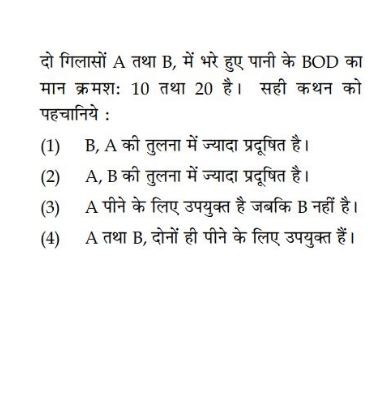 दो गिलासों A तथा B, में भरे हुए पानी के BOD का
मान क्रमश: 10 तथा 20 है। सही कथन को
पहचानिये :
(1) B, A की तुलना में ज्यादा प्रदूषित है।
(2) A, B की तुलना में ज्यादा प्रदूषित है।
(3) A पीने के लिए उपयुक्त है जबकि B नहीं है।
(4) A तथा B, दोनों ही पीने के लिए उपयुक्त हैं।